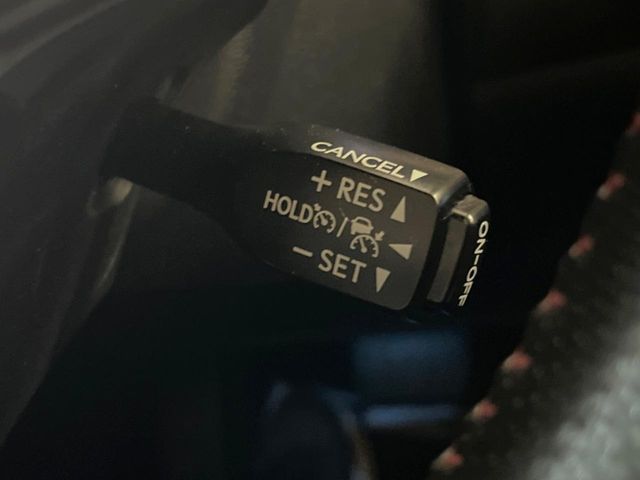 CANCEL▼
+ RES ▲
HOLD / ◀
− SET ▼
ON-OFF